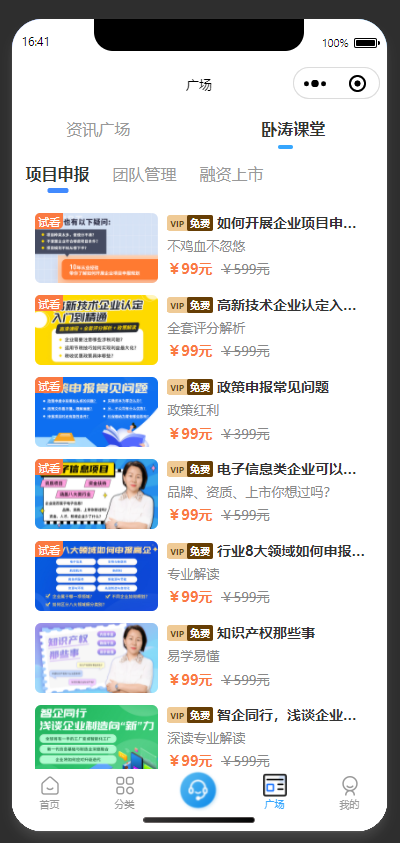 16:41
100%
广场
资讯广场
卧涛课堂
项目申报
团队管理
融资上市
试看
也有以下疑问：
VIP 免费 如何开展企业项目申...
不鸡血不忽悠
¥99元 ¥599元
试看
新技术企业认定
入门到精通
VIP 免费 高新技术企业认定入...
全套评分解析
¥99元 ¥599元
试看
申报常见问题
VIP 免费 政策申报常见问题
政策红利
¥99元 ¥399元
试看
子信息项目
VIP 免费 电子信息类企业可以...
品牌、资质、上市你想过吗?
¥99元 ¥599元
试看
八大领域如何申报高企
VIP 免费 行业8大领域如何申报...
专业解读
¥99元 ¥599元
知识产权
那些事
VIP 免费 知识产权那些事
易学易懂
¥99元 ¥599元
智企同行
浅谈企业制造向“新”力
VIP 免费 智企同行，浅谈企业...
深读专业解读
¥99元 ¥599元
首页
分类
广场
我的